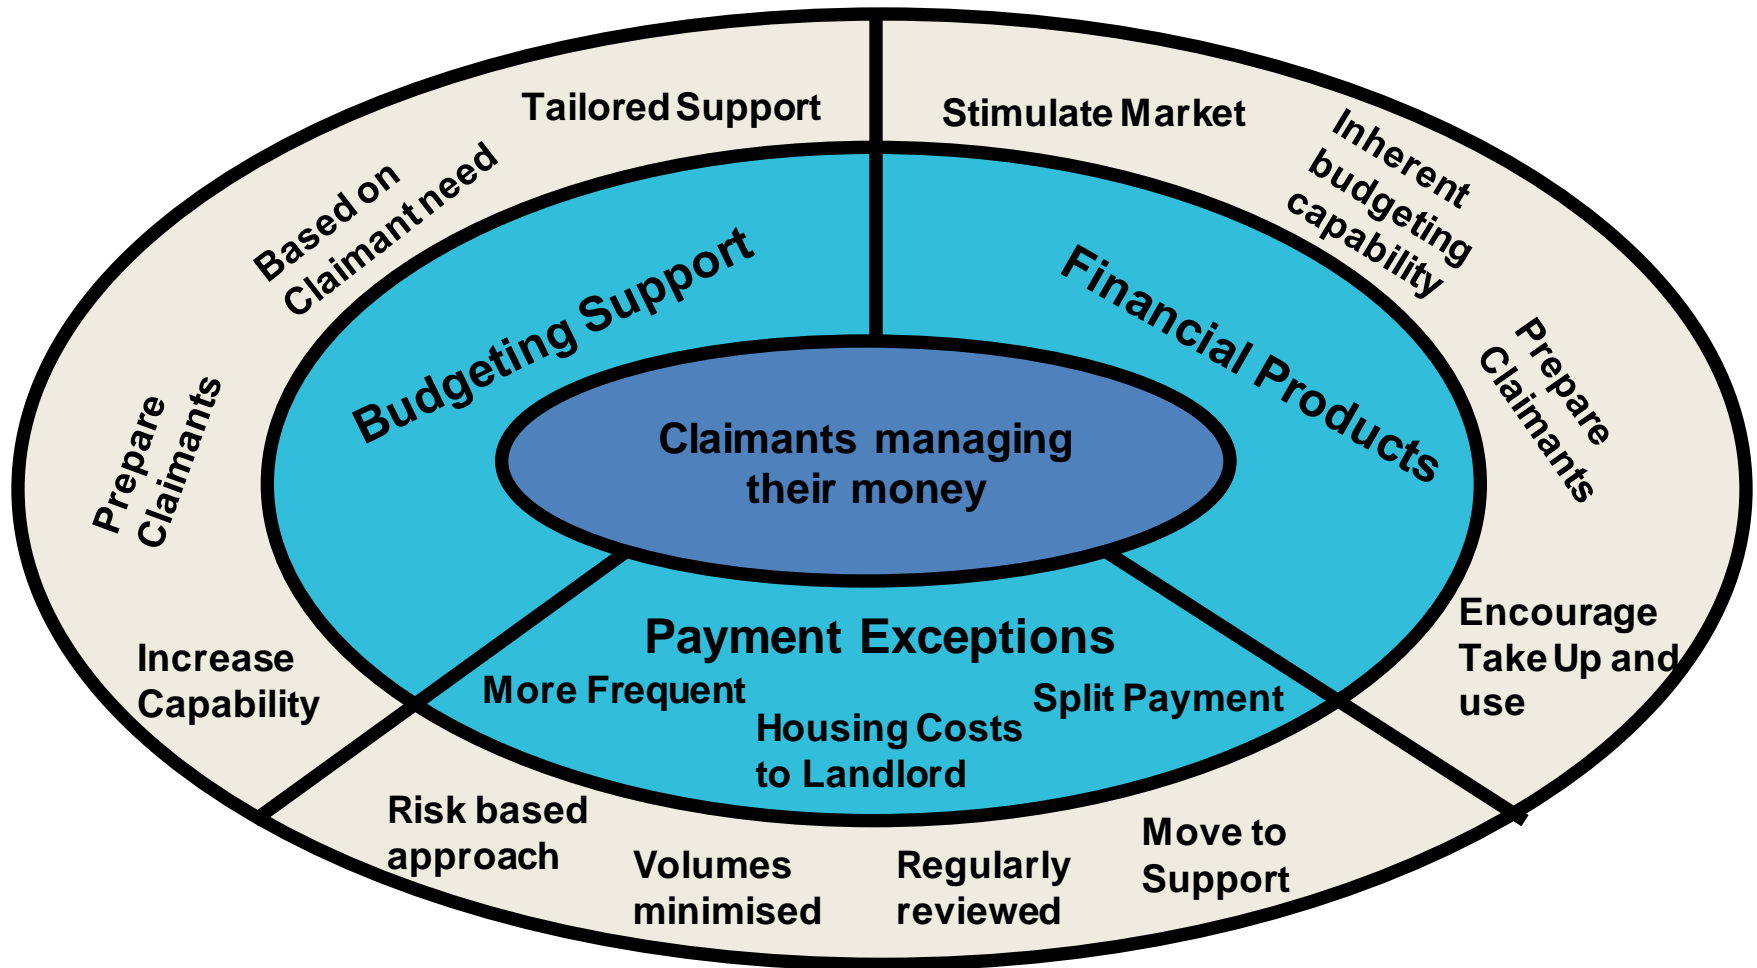 Tailored Support
Stimulate Market
Based on
Claimant need
Inherent
budgeting
capability
Budgeting Support
Financial Products
Prepare
Claimants
Prepare
Claimants
Claimants managing
their money
Increase
Capability
Payment Exceptions
More Frequent
Split Payment
Housing Costs
to Landlord
Encourage
Take Up and
use
Risk based
approach
Volumes
minimised
Regularly
reviewed
Move to
Support